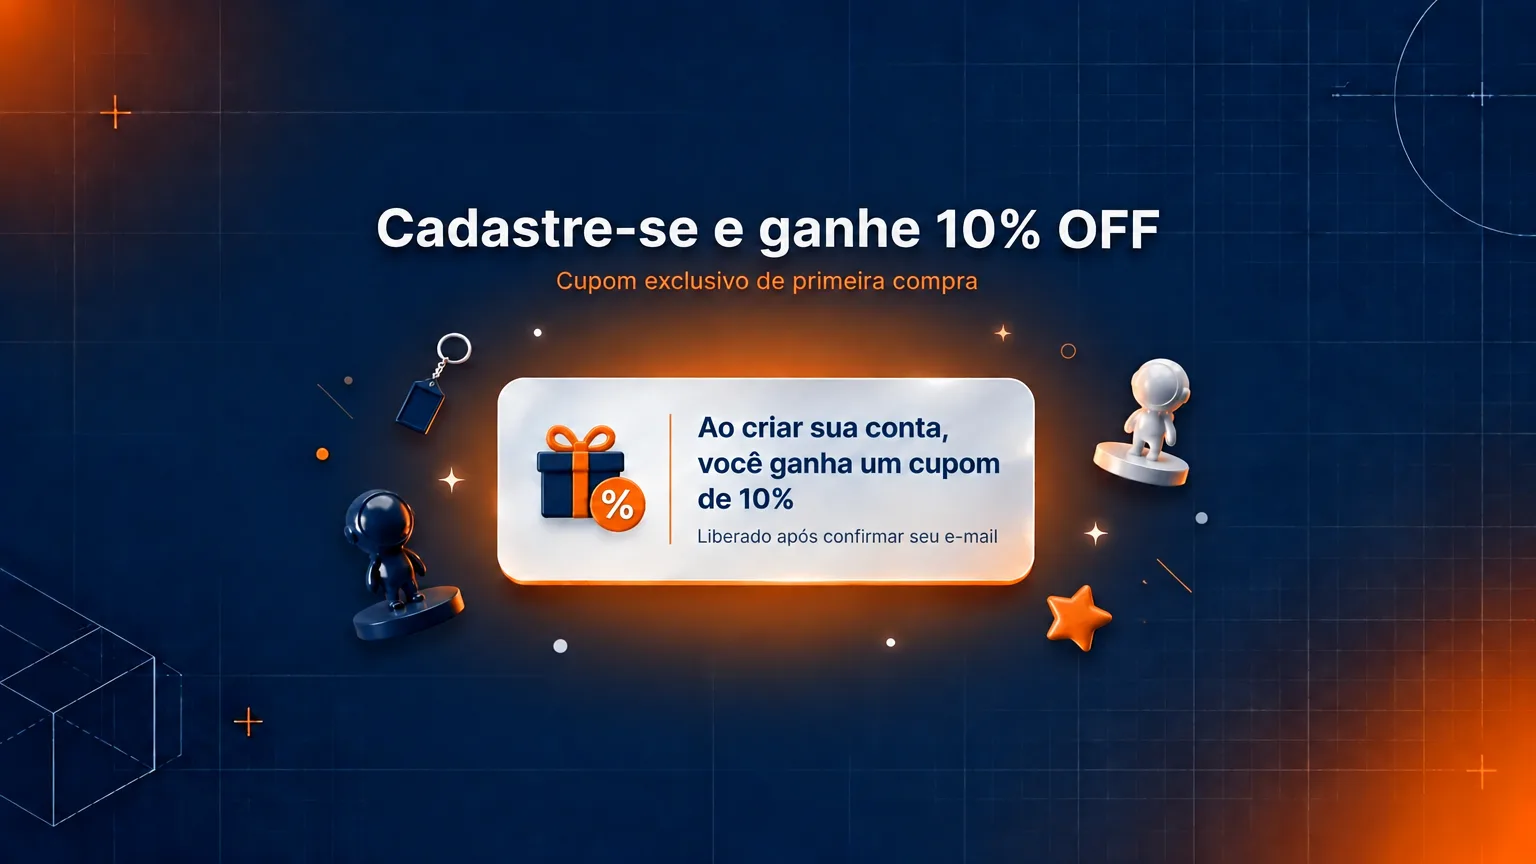 Cadastre-se e ganhe 10% OFF
Cupom exclusivo de primeira compra
Ao criar sua conta,
você ganha um cupom
de 10%
Liberado após confirmar seu e-mail
%